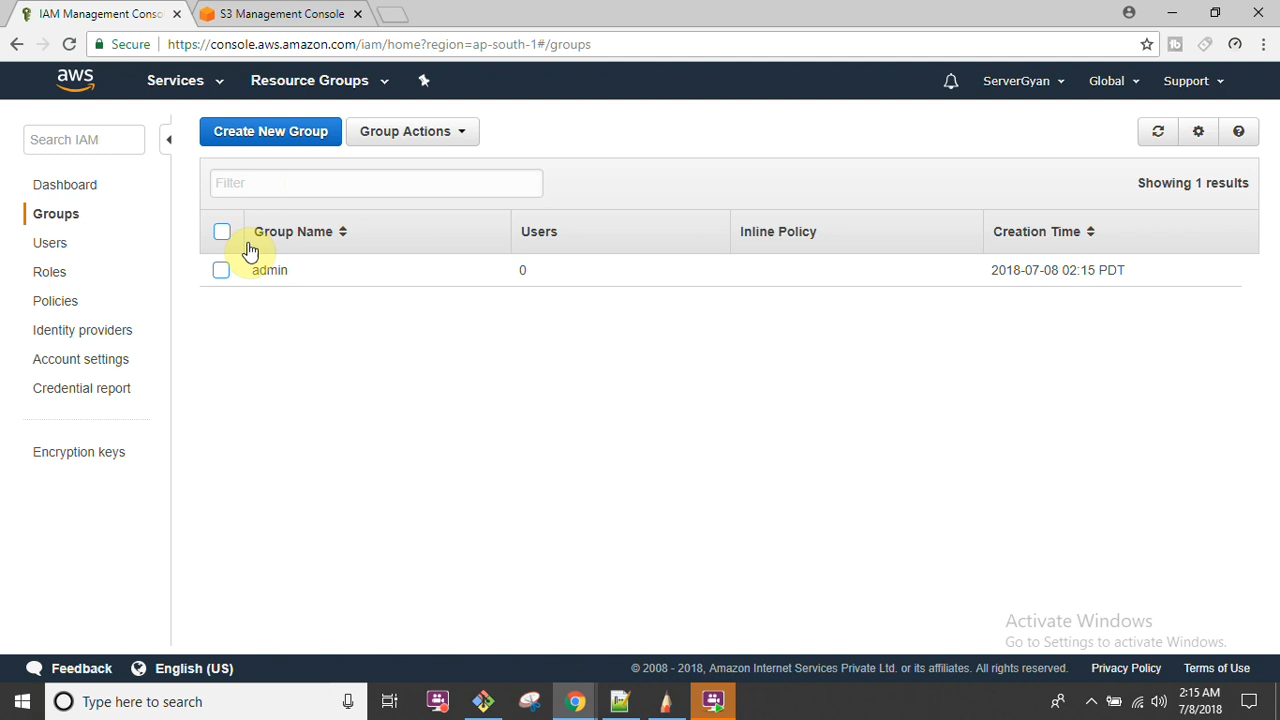 IAM Management Conso
S3 Management Console
Secure
https://console.aws.amazon.com/iam/home?region=ap-south-1#/groups
aws
Services
Resource Groups
ServerGyan
Global
Support
Search IAM
Dashboard
Groups
Users
Roles
Policies
Identity providers
Account settings
Credential report
Encryption keys
Create New Group
Group Actions
Filter
Showing 1 results
Group Name
Users
Inline Policy
Creation Time
admin
0
2018-07-08 02:15 PDT
Activate Windows
Go to Settings to activate Windows.
Feedback
English (US)
© 2008 - 2018, Amazon Internet Services Private Ltd. or its affiliates. All rights reserved.
Privacy Policy
Terms of Use
Type here to search
2:15 AM
7/8/2018